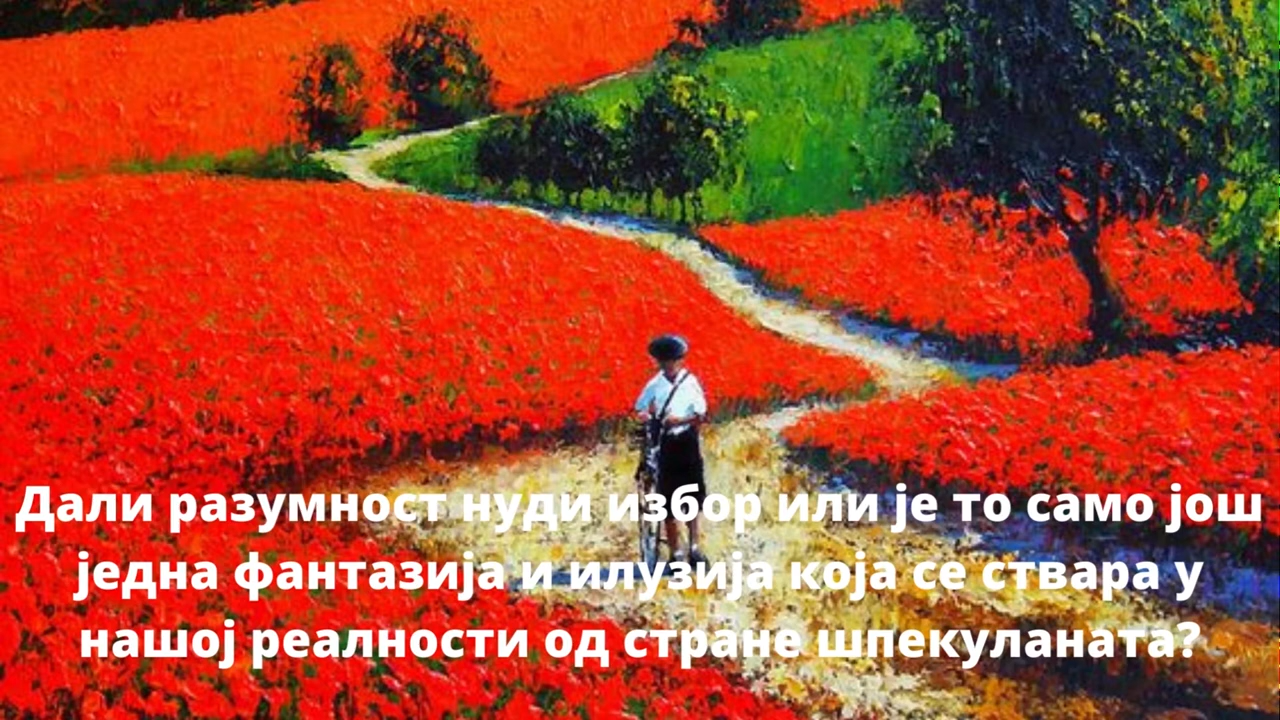 Дали разумност нуди избор или је то само још
једна фантазија и илузија која се ствара у
нашој реалности од стране шпекуланата?